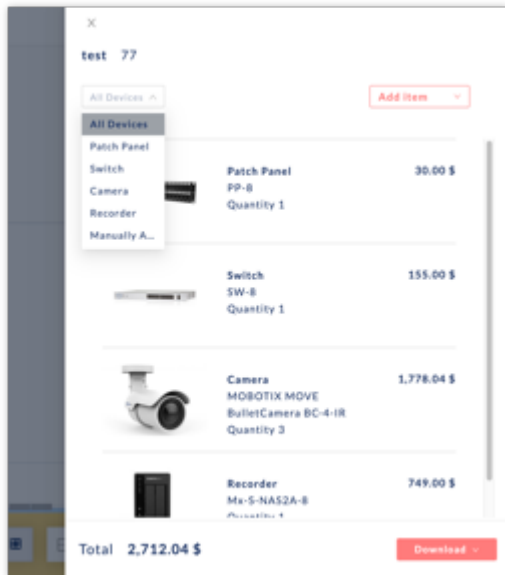 test 77
All Devices
Add Item
All Devices
Patch Panel
Switch
Camera
Recorder
Manually A...
Patch Panel
30.00 $
PP-8
Quantity 1
Switch
155.00 $
SW-8
Quantity 1
Camera
1,778.04 $
MOBOTIX MOVE
BulletCamera BC-4-IR
Quantity 3
Recorder
749.00 $
Mx-S-NAS2A-8
Quantity 1
Total 2,712.04 $
Download